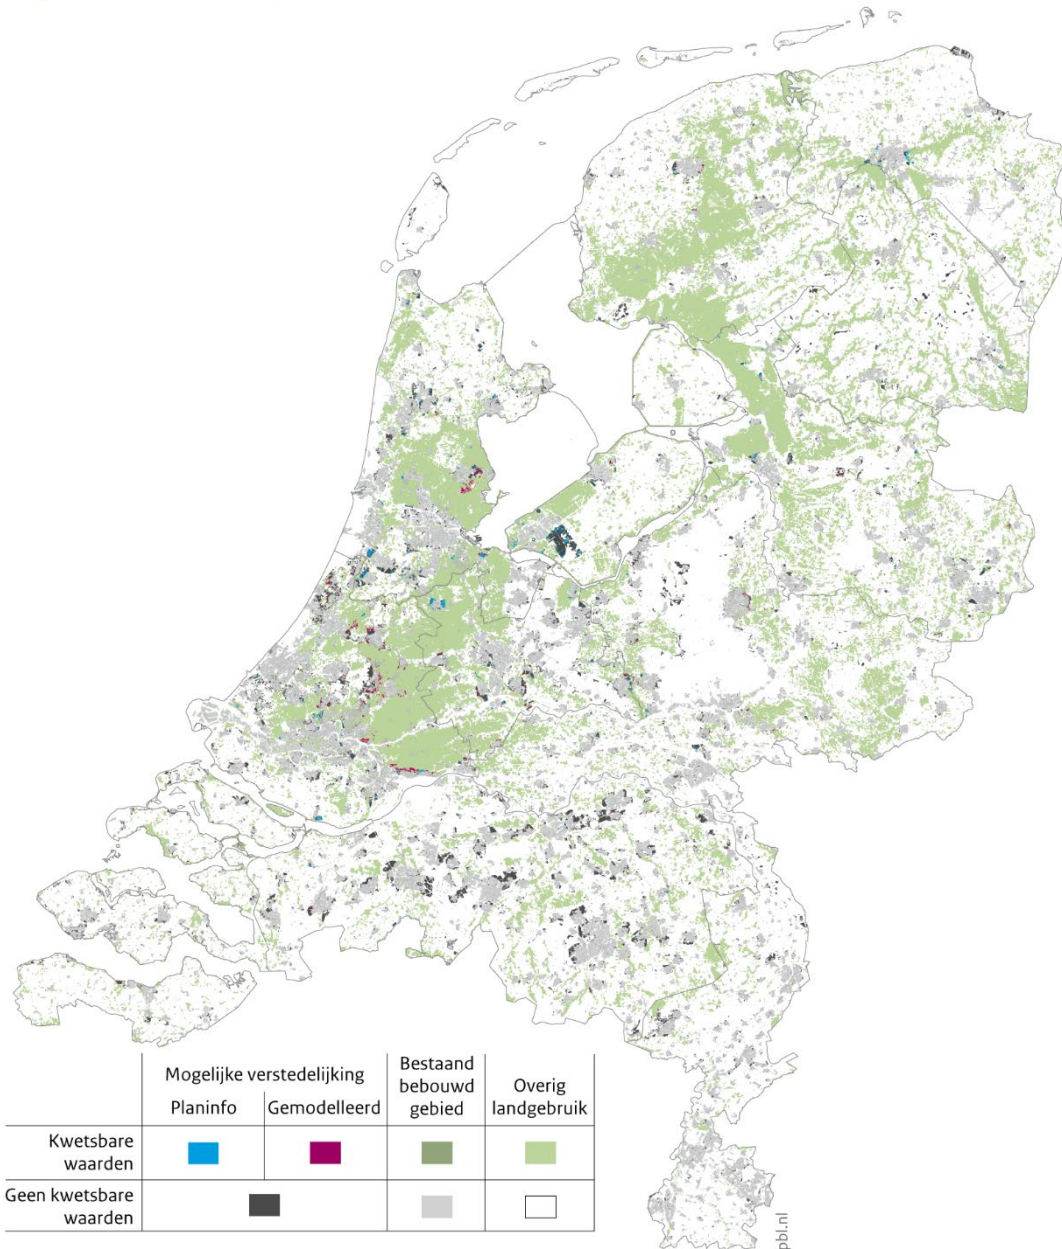 Mogelijke verstedelijking
Planinfo
Gemodelleerd
Bestaand
bebouwd
gebied
Overig
landgebruik
Kwetsbare
waarden
Geen kwetsbare
waarden
pbl.nl